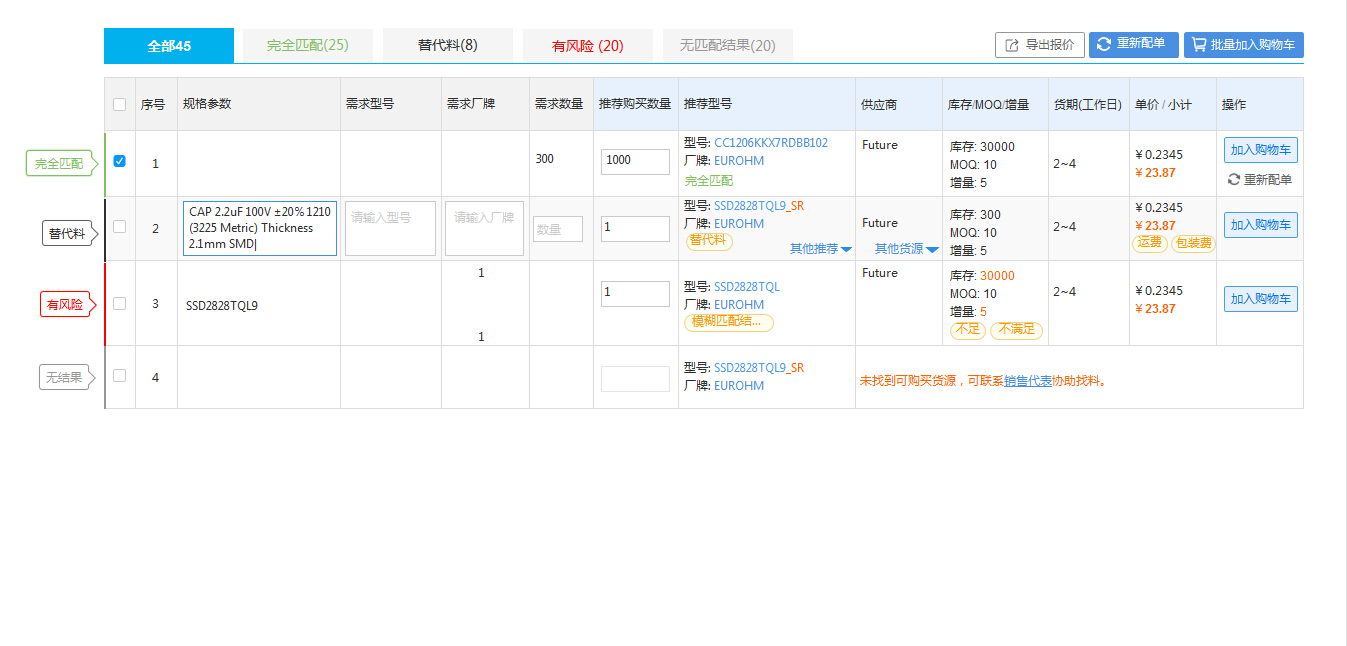 全部45
完全匹配(25)
替代料(8)
有风险 (20)
无匹配结果(20)
导出报价
重新配单
批量加入购物车
序号
规格参数
需求型号
需求厂牌
需求数量
推荐购买数量
推荐型号
供应商
库存/MOQ/增量
货期(工作日)
单价 / 小计
操作
完全匹配
1
300
1000
型号: CC1206KKX7RDBB102
厂牌: EUROHM
完全匹配
Future
库存: 30000
MOQ: 10
增量: 5
2~4
¥ 0.2345
¥ 23.87
加入购物车
重新配单
替代料
2
CAP 2.2uF 100V ±20% 1210
(3225 Metric) Thickness
2.1mm SMD
请输入型号
请输入厂牌
数量
1
型号: SSD2828TQL9_SR
厂牌: EUROHM
替代料
其他推荐
Future
其他货源
库存: 300
MOQ: 10
增量: 5
2~4
¥ 0.2345
¥ 23.87
运费
包装费
加入购物车
有风险
3
SSD2828TQL9
1
1
1
型号: SSD2828TQL
厂牌: EUROHM
模糊匹配结...
Future
库存: 30000
MOQ: 10
增量: 5
不足
不满足
2~4
¥ 0.2345
¥ 23.87
加入购物车
无结果
4
型号: SSD2828TQL9_SR
厂牌: EUROHM
未找到可购买货源，可联系销售代表协助找料。